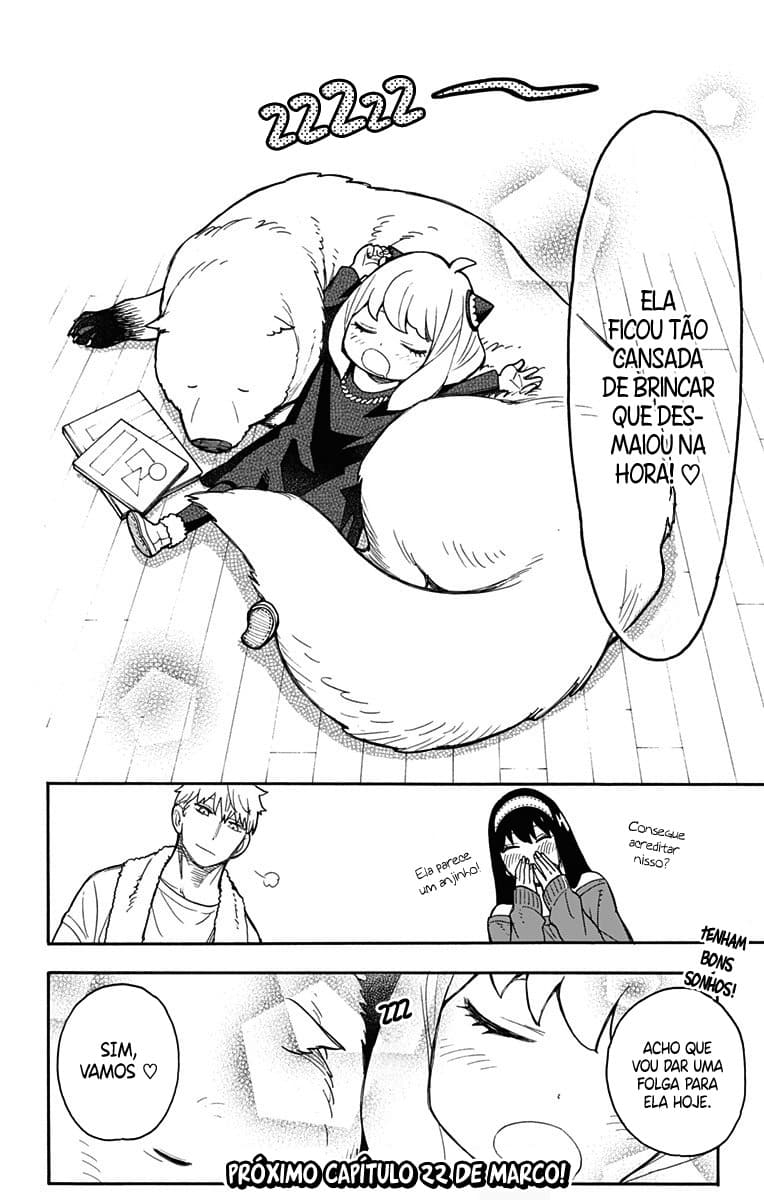 ZZZZZ
ELA
FICOU TÃO
CANSADA
DE BRINCAR
QUE DES-
MAIOU NA
HORA! ♡
Consegue
acreditar
nisso?
Ela parece
um anjinho!
TENHAM
BONS
SONHOS!
ACHO QUE
VOU DAR UMA
FOLGA PARA
ELA HOJE.
ZZZ
SIM,
VAMOS ♡
PRÓXIMO CAPÍTULO 22 DE MARCO!